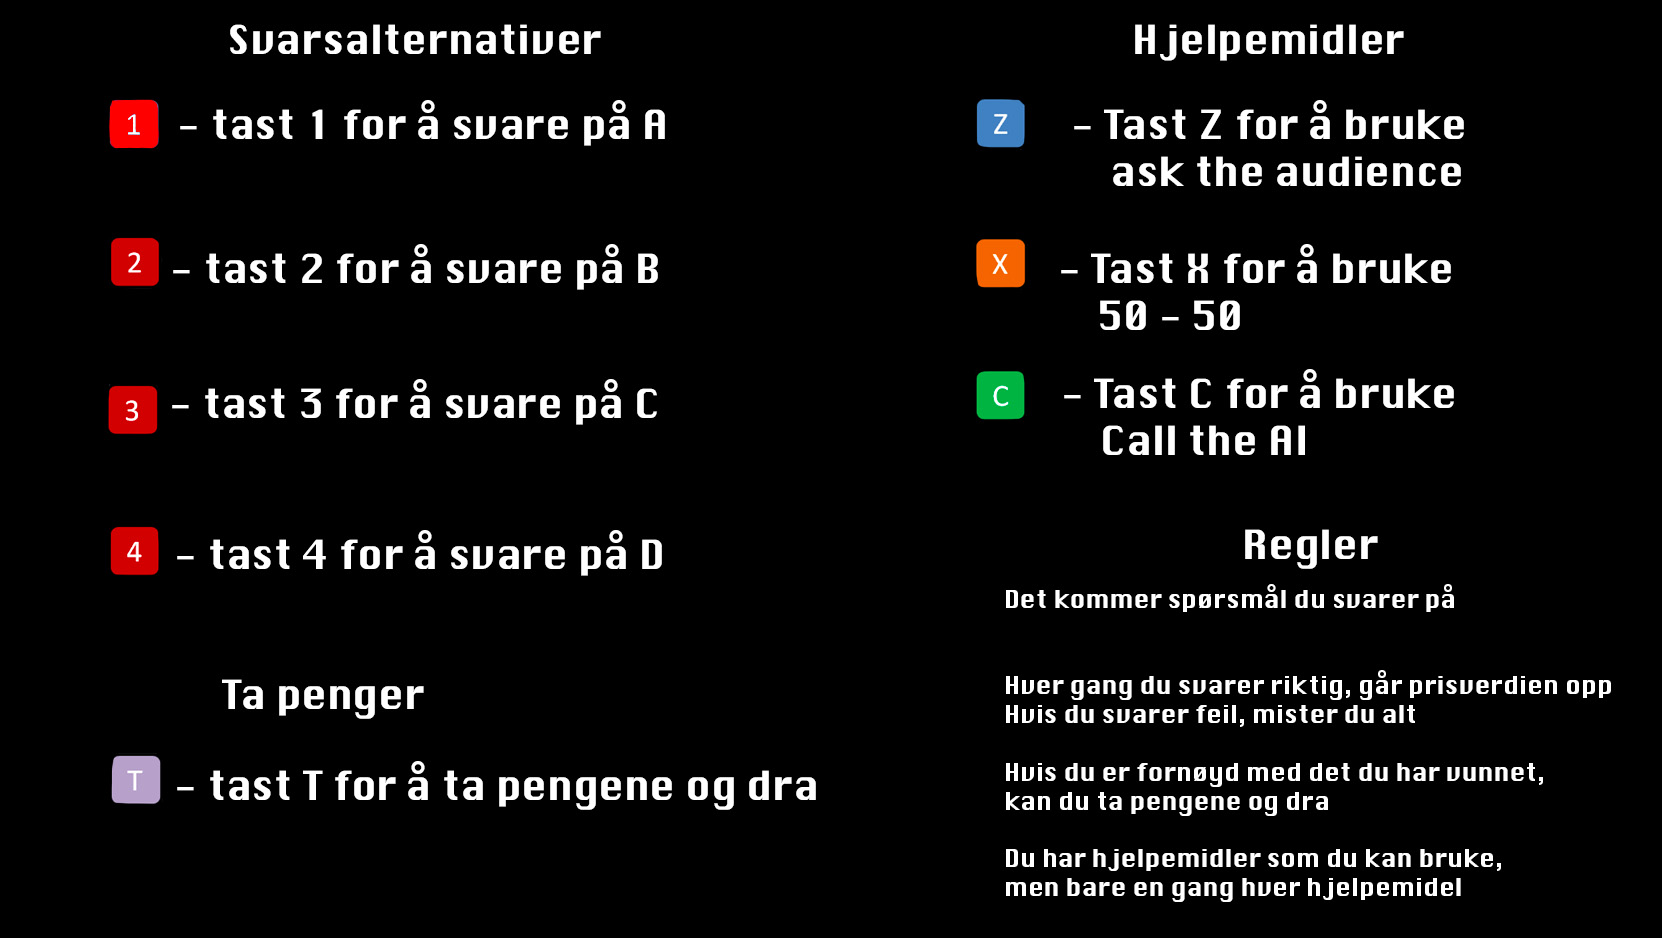 Svarsalternativer
1 - tast 1 for å svare på A
2 - tast 2 for å svare på B
3 - tast 3 for å svare på C
4 - tast 4 for å svare på D
Ta penger
T - tast T for å ta pengene og dra
Hjelpemidler
Z - Tast Z for å bruke
ask the audience
X - Tast X for å bruke
50 - 50
C - Tast C for å bruke
Call the AI
Regler
Det kommer spørsmål du svarer på
Hver gang du svarer riktig, går prisverdien opp
Hvis du svarer feil, mister du alt
Hvis du er fornøyd med det du har vunnet,
kan du ta pengene og dra
Du har hjelpemidler som du kan bruke,
men bare en gang hver hjelpemidel